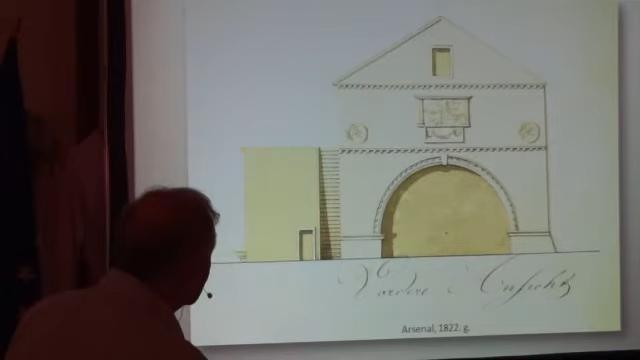 Vordere Ansicht
Arsenal, 1822. g.